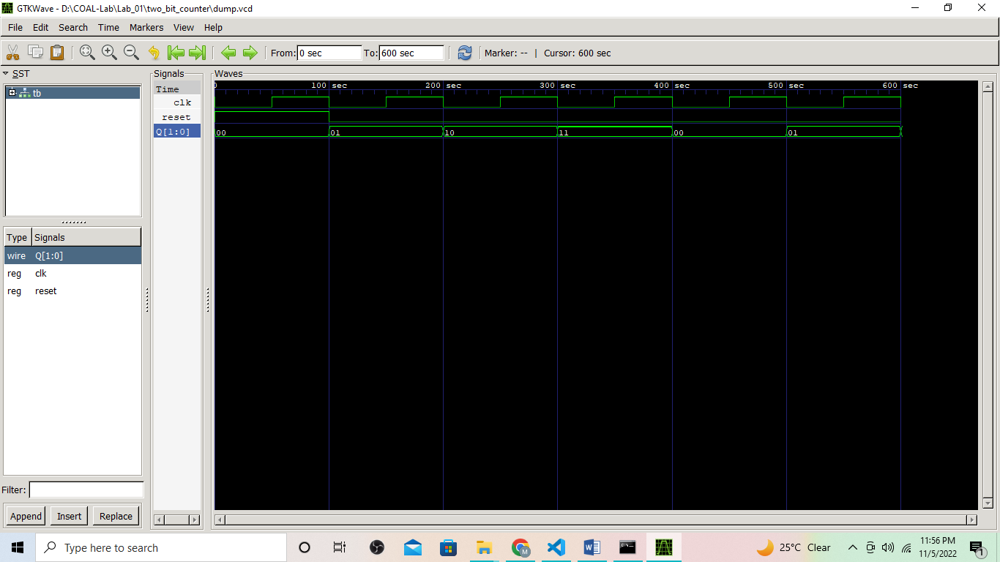 GTKWave - D:\COAL-Lab\Lab_01\two_bit_counter\dump.vcd
File Edit Search Time Markers View Help
From: 0 sec To: 600 sec Marker: -- | Cursor: 600 sec
SST
tb
Type Signals
wire Q[1:0]
reg clk
reg reset
Filter:
Append Insert Replace
Signals
Time
clk
reset
Q[1:0]
Waves
0 100 sec 200 sec 300 sec 400 sec 500 sec 600 sec
00 01 10 11 00 01
Type here to search
M
25°C Clear
11:56 PM
11/5/2022
1